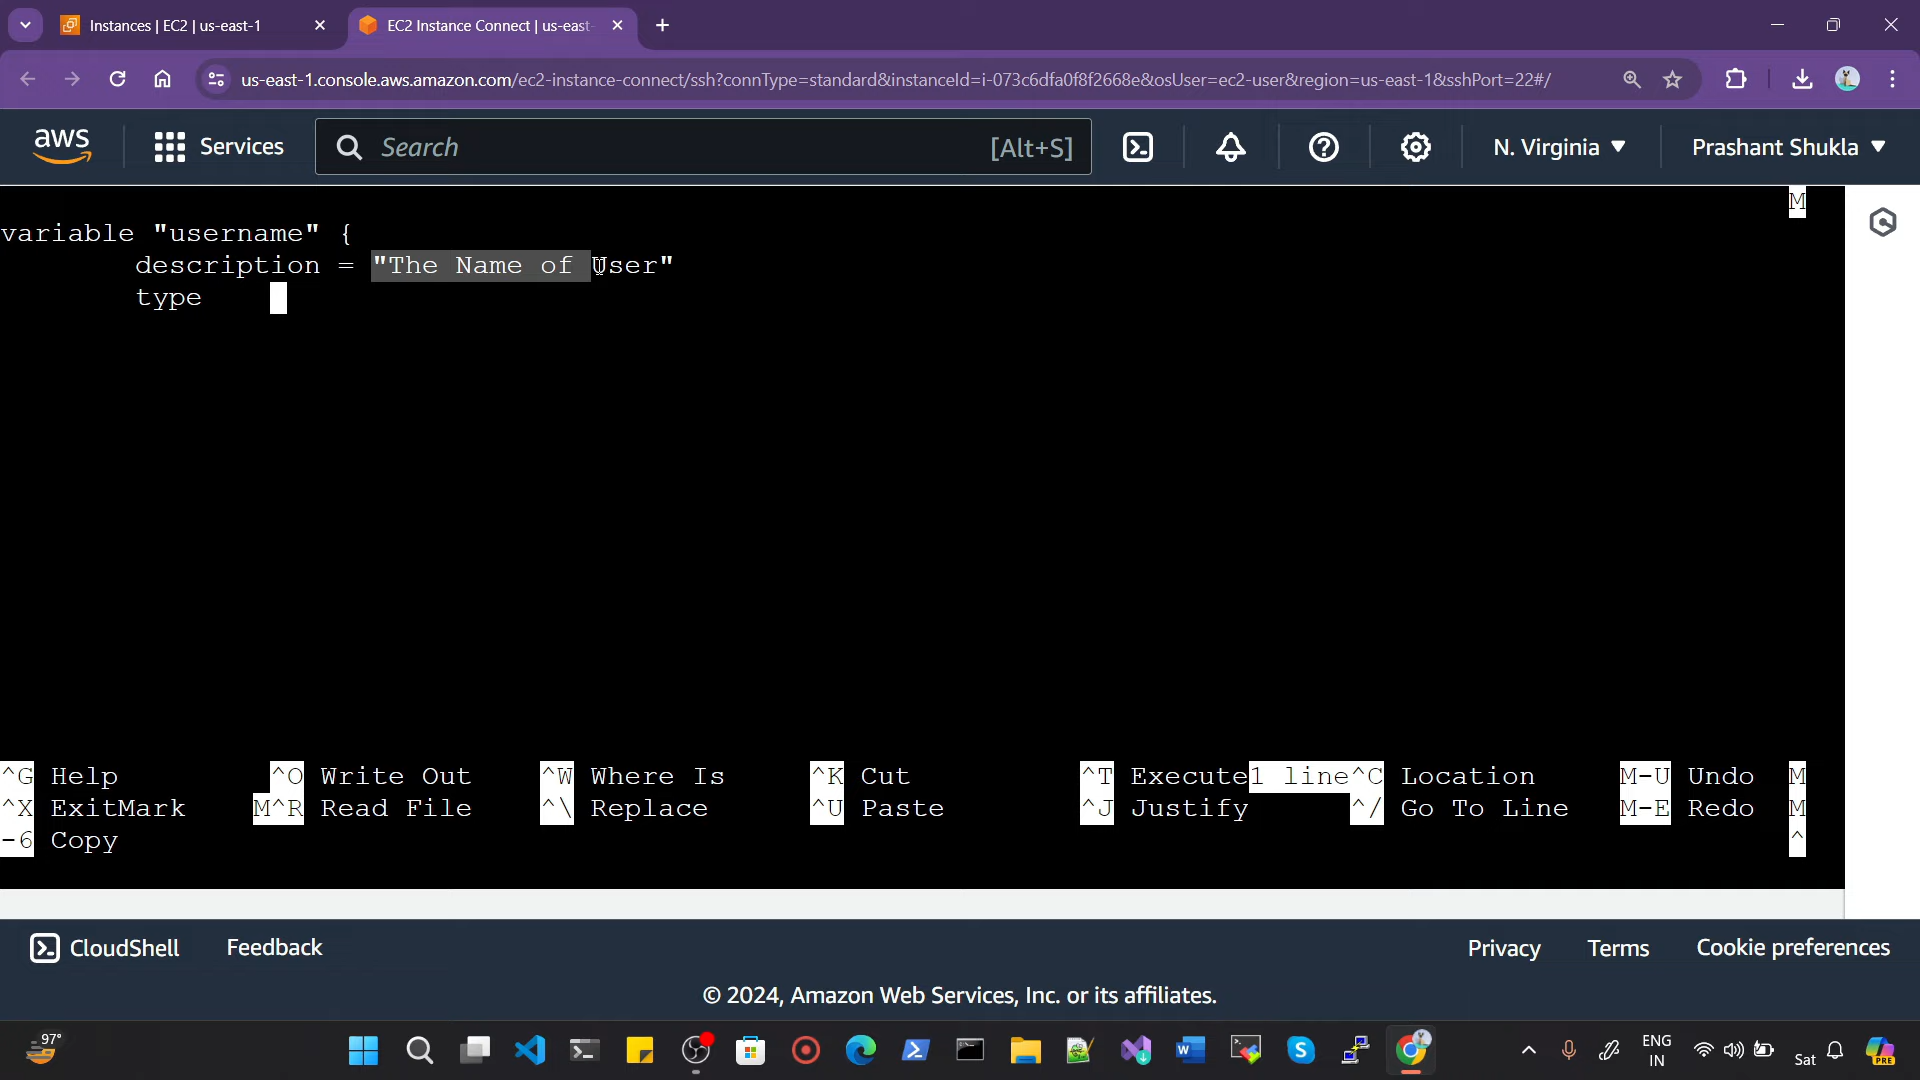 Instances | EC2 | us-east-1
EC2 Instance Connect | us-east-
us-east-1.console.aws.amazon.com/ec2-instance-connect/ssh?connType=standard&instanceId=i-073c6dfa0f8f2668e&osUser=ec2-user&region=us-east-1&sshPort=22#/
aws Services Search [Alt+S] N. Virginia Prashant Shukla
M
variable "username" {
description = "The Name of User"
type
^G Help ^O Write Out ^W Where Is ^K Cut ^T Execute1 line^C Location M-U Undo M
^X ExitMark M^R Read File ^\ Replace ^U Paste ^J Justify ^/ Go To Line M-E Redo M
-6 Copy ^
CloudShell Feedback Privacy Terms Cookie preferences
© 2024, Amazon Web Services, Inc. or its affiliates.
97°
ENG
IN
Sat
PRE